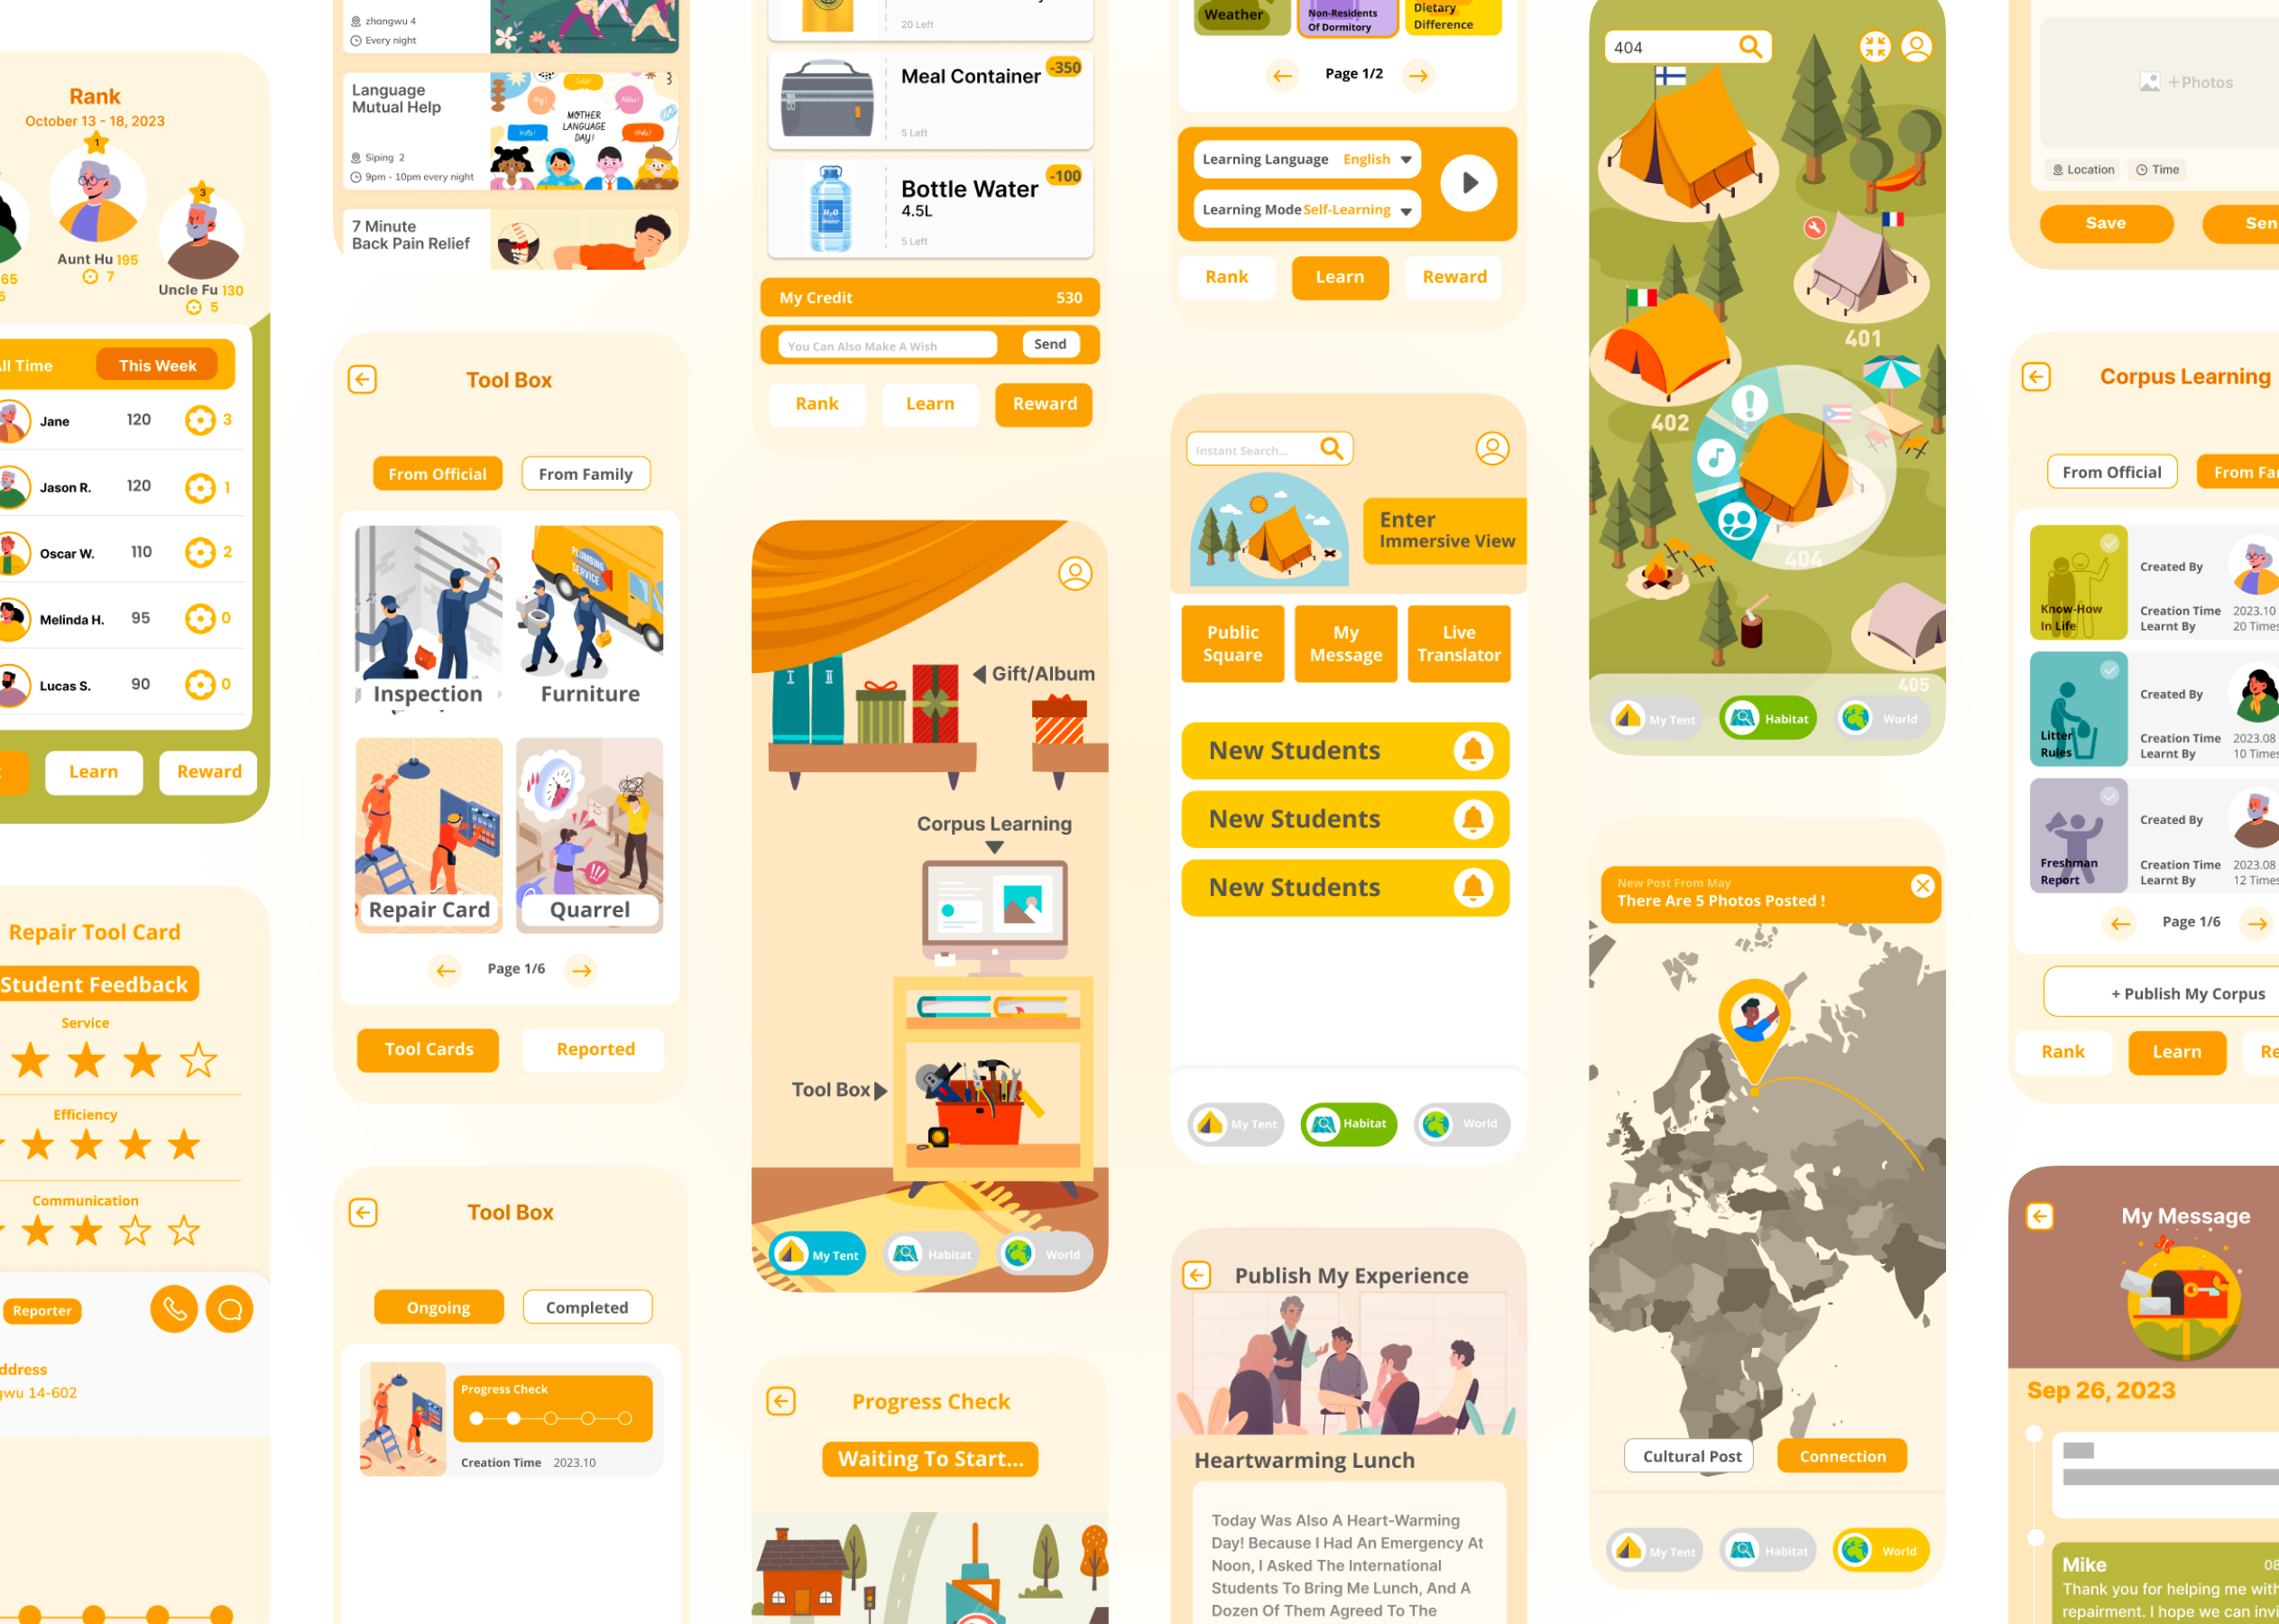 Rank
October 13 - 18, 2023
1
3
Aunt Hu 195
7
65
5
Uncle Fu 130
5
All Time
This Week
Jane 120 3
Jason R. 120 1
Oscar W. 110 2
Melinda H. 95 0
Lucas S. 90 0
Learn
Reward
Repair Tool Card
Student Feedback
Service
Efficiency
Communication
Reporter
ddress
gwu 14-602
zhangwu 4
Every night
Language
Mutual Help
Siping 2
9pm - 10pm every night
Hey!
Salut!
Aloha!
MOTHER
LANGUAGE
DAY!
Hello!
Hola!
7 Minute
Back Pain Relief
Tool Box
From Official
From Family
PLUMBING
SERVICE
Inspection
Furniture
!!!
Repair Card
Quarrel
Page 1/6
Tool Cards
Reported
Tool Box
Ongoing
Completed
Progress Check
Creation Time 2023.10
20 Left
Meal Container
-350
5 Left
Bottle Water
-100
4.5L
H2O
Water
5 Left
My Credit
530
You Can Also Make A Wish
Send
Rank
Learn
Reward
I II
Gift/Album
Corpus Learning
Tool Box
My Tent
Habitat
World
Progress Check
Waiting To Start...
Weather
Non-Residents
Of Dormitory
Dietary
Difference
Page 1/2
Learning Language English
Learning Mode Self-Learning
Rank
Learn
Reward
Instant Search...
Enter
Immersive View
Public
Square
My
Message
Live
Translator
New Students
New Students
New Students
My Tent
Habitat
World
Publish My Experience
Heartwarming Lunch
Today Was Also A Heart-Warming
Day! Because I Had An Emergency At
Noon, I Asked The International
Students To Bring Me Lunch, And A
Dozen Of Them Agreed To The
404
401
402
404
405
My Tent
Habitat
World
New Post From May
There Are 5 Photos Posted !
Cultural Post
Connection
My Tent
Habitat
World
+Photos
Location
Time
Save
Sen
Corpus Learning
From Official
From Fa
Know-How
In Life
Created By
Creation Time 2023.10
Learnt By 20 Times
Litter
Rules
Created By
Creation Time 2023.08
Learnt By 10 Times
Freshman
Report
Created By
Creation Time 2023.08
Learnt By 12 Times
Page 1/6
+ Publish My Corpus
Rank
Learn
Re
My Message
Sep 26, 2023
Mike
08
Thank you for helping me with
repairment. I hope we can invi